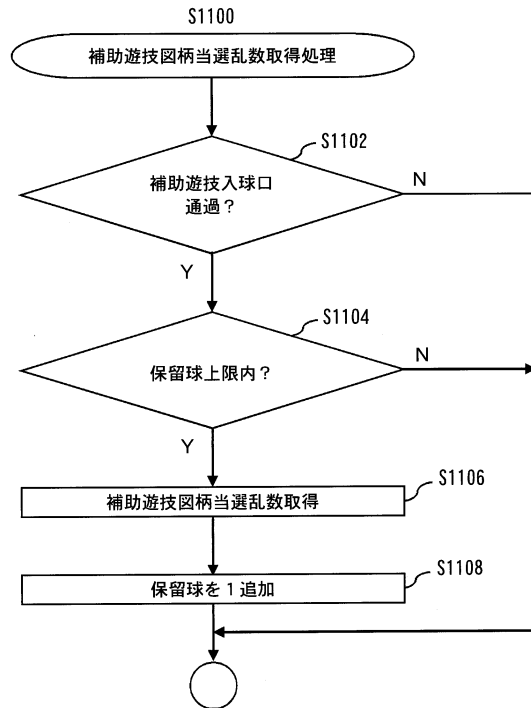 S1100
補助遊技図柄当選乱数取得処理
S1102
補助遊技入球口
通過？
N
Y
S1104
保留球上限内？
N
Y
S1106
補助遊技図柄当選乱数取得
S1108
保留球を１追加